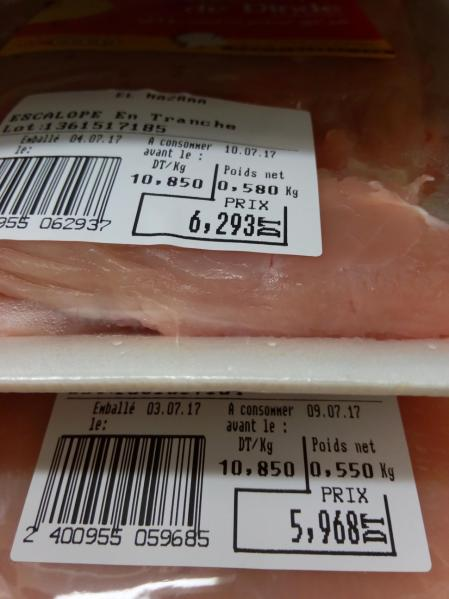 de Dinde
EL MAZRAA
ESCALOPE En Tranche
Lot:1361517185
Emballé 04.07.17
le:
A consommer 10.07.17
avant le :
DT/Kg
Poids net
10,850
0,580 Kg
PRIX
6,293 DT
955 062937
Emballé 03.07.17
le:
A consommer 09.07.17
avant le :
DT/Kg
Poids net
10,850
0,550 Kg
PRIX
5,968 DT
2 400955 059685